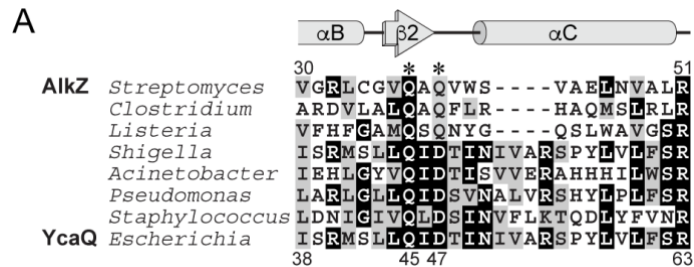 A
αB β2 αC
* *
30 51
AlkZ Streptomyces VGRLCGVQAQVWS----VAELNVALR
Clostridium ARDVLALQAQFLR----HAQMSLRLR
Listeria VFHFGAMQSQNYG----QSLWAVGSR
Shigella ISRMSLLQIDTINIVARSPYLVLFSR
Acinetobacter IEHLGYVQIDTISVVERAHHHILWSR
Pseudomonas LARLGLLQIDSVNALVRSHYLPLFSR
Staphylococcus LDNIGIVQLDSINVFLKTQDLYFVNR
YcaQ Escherichia ISRMSLLQIDTINIVARSPYLVLFSR
38 45 47 63